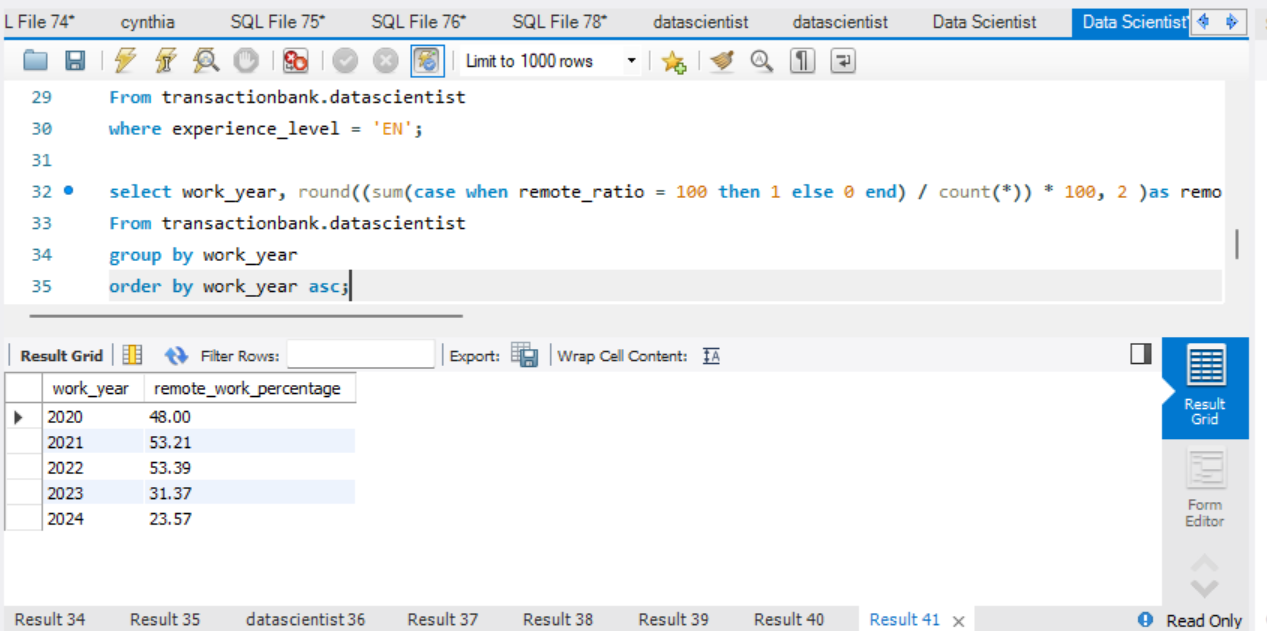 L File 74* cynthia SQL File 75* SQL File 76* SQL File 78* datascientist datascientist Data Scientist Data Scientist*
Limit to 1000 rows
29 From transactionbank.datascientist
30 where experience_level = 'EN';
31
32 select work_year, round((sum(case when remote_ratio = 100 then 1 else 0 end) / count(*)) * 100, 2 )as remo
33 From transactionbank.datascientist
34 group by work_year
35 order by work_year asc;
Result Grid Filter Rows: Export: Wrap Cell Content: IA
work_year remote_work_percentage
2020 48.00
2021 53.21
2022 53.39
2023 31.37
2024 23.57
Result
Grid
Form
Editor
Result 34 Result 35 datascientist 36 Result 37 Result 38 Result 39 Result 40 Result 41 × Read Only